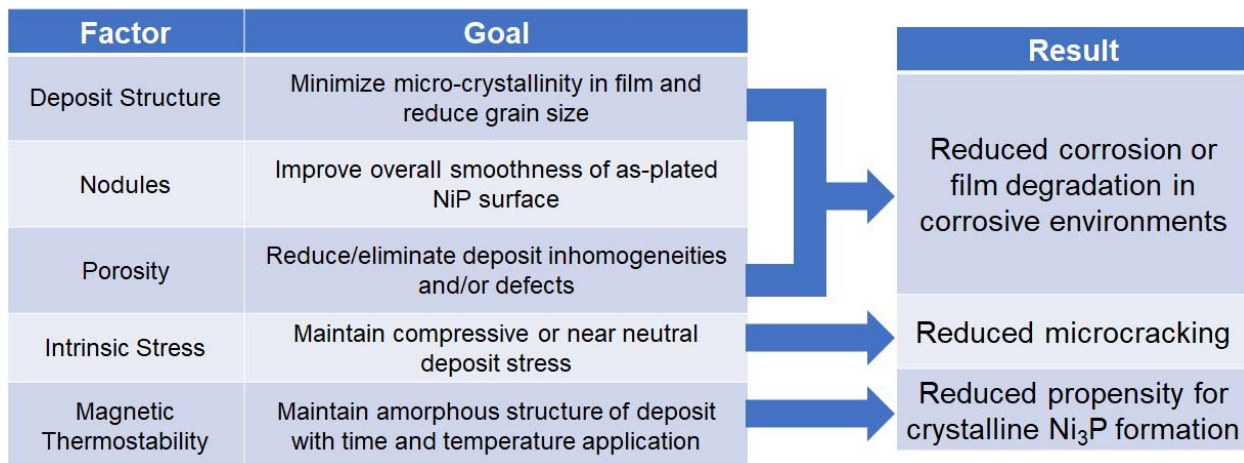 Factor
Goal
Deposit Structure
Minimize micro-crystallinity in film and
reduce grain size
Nodules
Improve overall smoothness of as-plated
NiP surface
Porosity
Reduce/eliminate deposit inhomogeneities
and/or defects
Intrinsic Stress
Maintain compressive or near neutral
deposit stress
Magnetic
Thermostability
Maintain amorphous structure of deposit
with time and temperature application
Result
Reduced corrosion or
film degradation in
corrosive environments
Reduced microcracking
Reduced propensity for
crystalline Ni₃P formation